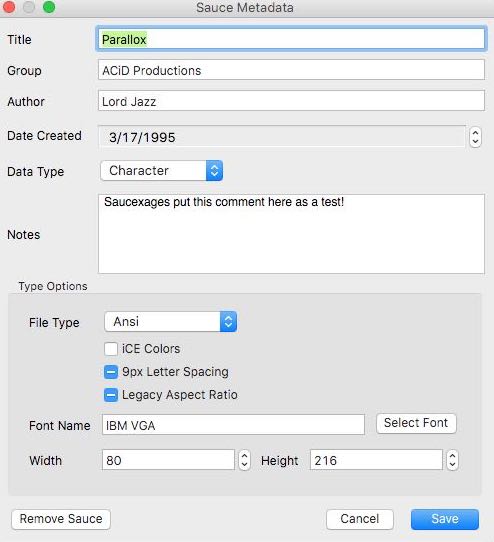 Sauce Metadata
Title Parallox
Group ACiD Productions
Author Lord Jazz
Date Created 3/17/1995
Data Type Character
Notes Saucexages put this comment here as a test!
Type Options
File Type Ansi
iCE Colors
9px Letter Spacing
Legacy Aspect Ratio
Font Name IBM VGA Select Font
Width 80 Height 216
Remove Sauce Cancel Save